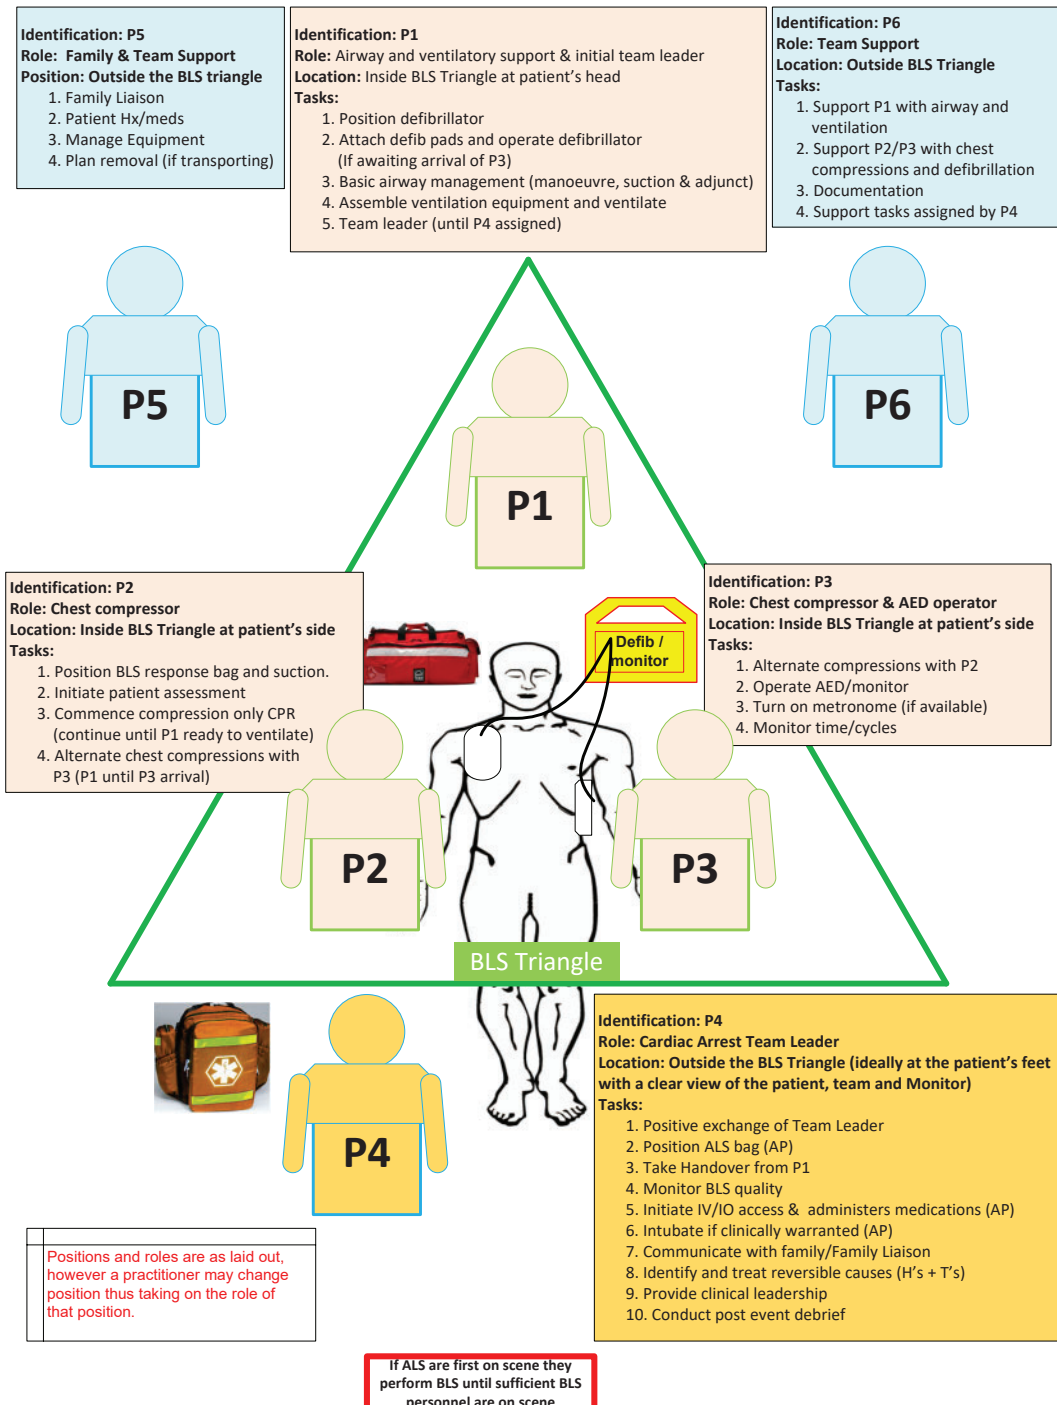 Identification: P5
Role:  Family & Team Support
Position: Outside the BLS triangle
1. Family Liaison
2. Patient Hx/meds
3. Manage Equipment
4. Plan removal (if transporting)
Identification: P1
Role: Airway and ventilatory support & initial team leader
Location: Inside BLS Triangle at patient's head
Tasks:
1. Position defibrillator
2. Attach defib pads and operate defibrillator
(If awaiting arrival of P3)
3. Basic airway management (manoeuvre, suction & adjunct)
4. Assemble ventilation equipment and ventilate
5. Team leader (until P4 assigned)
Identification: P6
Role: Team Support
Location: Outside BLS Triangle
Tasks:
1. Support P1 with airway and
ventilation
2. Support P2/P3 with chest
compressions and defibrillation
3. Documentation
4. Support tasks assigned by P4
P5
P6
P1
Identification: P2
Role: Chest compressor
Location: Inside BLS Triangle at patient's side
Tasks:
1. Position BLS response bag and suction.
2. Initiate patient assessment
3. Commence compression only CPR
(continue until P1 ready to ventilate)
4. Alternate chest compressions with
P3 (P1 until P3 arrival)
Defib /
monitor
Identification: P3
Role: Chest compressor & AED operator
Location: Inside BLS Triangle at patient's side
Tasks:
1. Alternate compressions with P2
2. Operate AED/monitor
3. Turn on metronome (if available)
4. Monitor time/cycles
P2
P3
BLS Triangle
P4
Identification: P4
Role: Cardiac Arrest Team Leader
Location: Outside the BLS Triangle (ideally at the patient's feet
with a clear view of the patient, team and Monitor)
Tasks:
1. Positive exchange of Team Leader
2. Position ALS bag (AP)
3. Take Handover from P1
4. Monitor BLS quality
5. Initiate IV/IO access &  administers medications (AP)
6. Intubate if clinically warranted (AP)
7. Communicate with family/Family Liaison
8. Identify and treat reversible causes (H's + T's)
9. Provide clinical leadership
10. Conduct post event debrief
Positions and roles are as laid out,
however a practitioner may change
position thus taking on the role of
that position.
If ALS are first on scene they
perform BLS until sufficient BLS
personnel are on scene